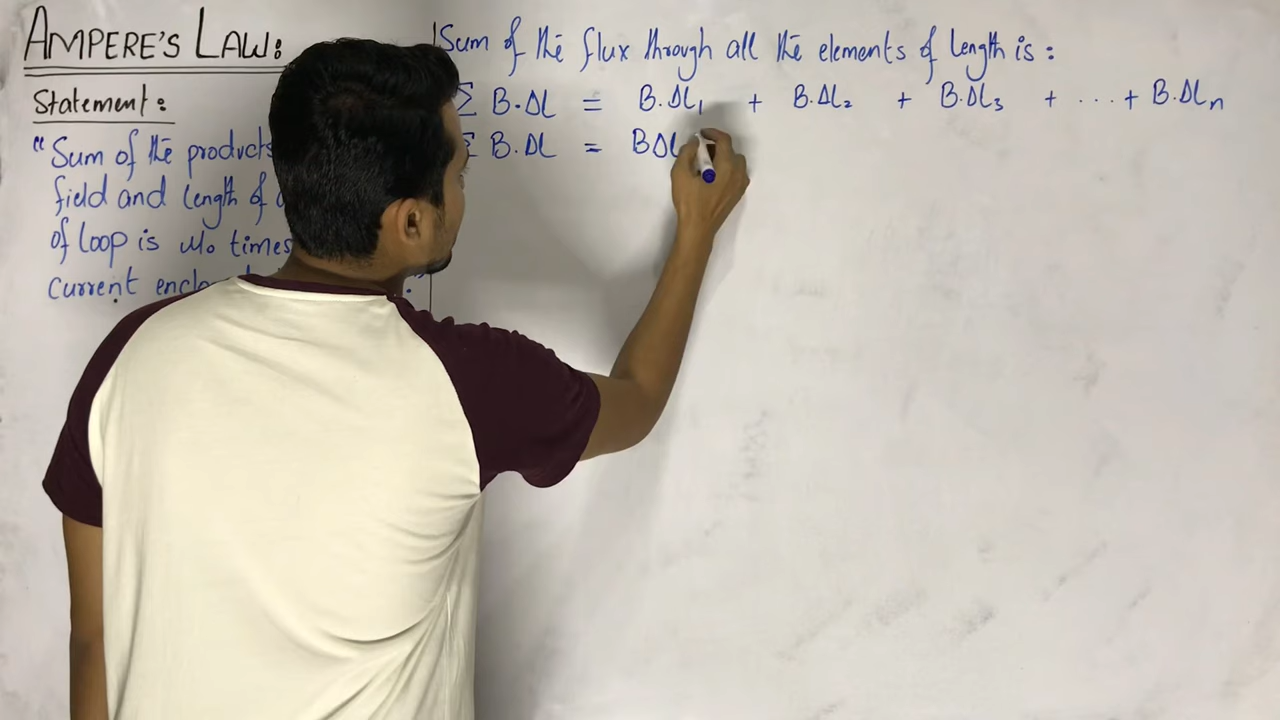 AMPERE'S LAW:
Statement:
"Sum of the products
field and length of
of loop is μo times
current
Sum of the flux through all the elements of length is:
Σ B.ΔL = B.ΔL₁ + B.ΔL₂ + B.ΔL₃ + .... + B.ΔLn
Σ B.ΔL = BΔL